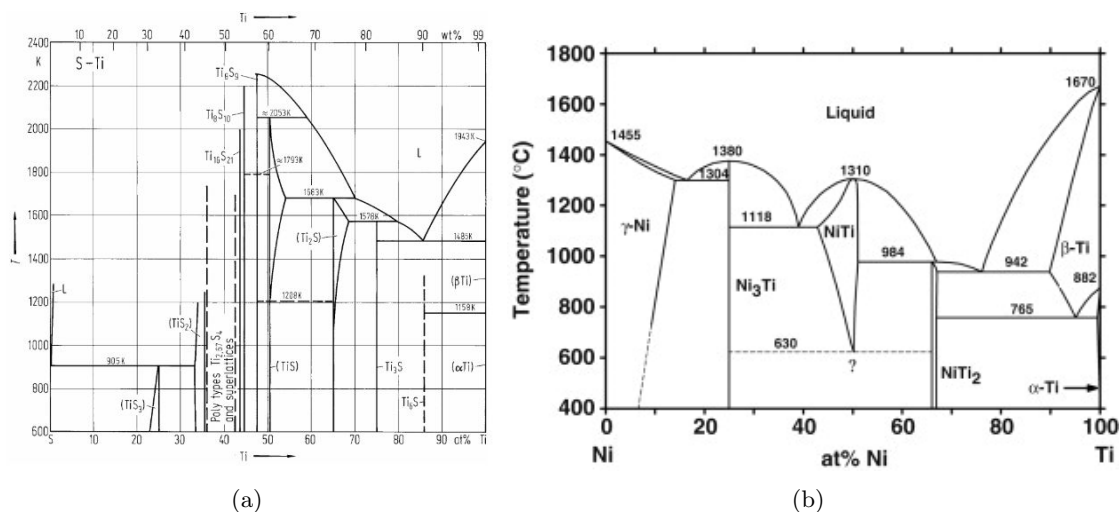 Ti
0 10 20 30 40 50 60 70 80 90 wt% 99
2400
K
2200
2000
1800
1600
1400
1200
1000
800
600
T
S-Ti
Ti₈S₉
Ti₈S₁₀
Ti₁₆S₂₁
≈2053K
≈1793K
1943K
L
(Ti₂S)
1485K
(βTi)
1208K
1158K
L
(TiS₂)
905K
(TiS₃)
Poly types Ti₂.₆₇S₄
and superlattices
(TiS)
Ti₃S
Ti₆S
(αTi)
S 10 20 30 40 50 60 70 80 90 at% Ti
Ti
(a)
Temperature (°C)
1800
1600
1400
1200
1000
800
600
400
1670
Liquid
1455
1380
1304
1310
γ-Ni
1118
NiTi
984
942
β-Ti
882
Ni₃Ti
765
630
?
NiTi₂
α-Ti
0 20 40 60 80 100
Ni at% Ni Ti
(b)